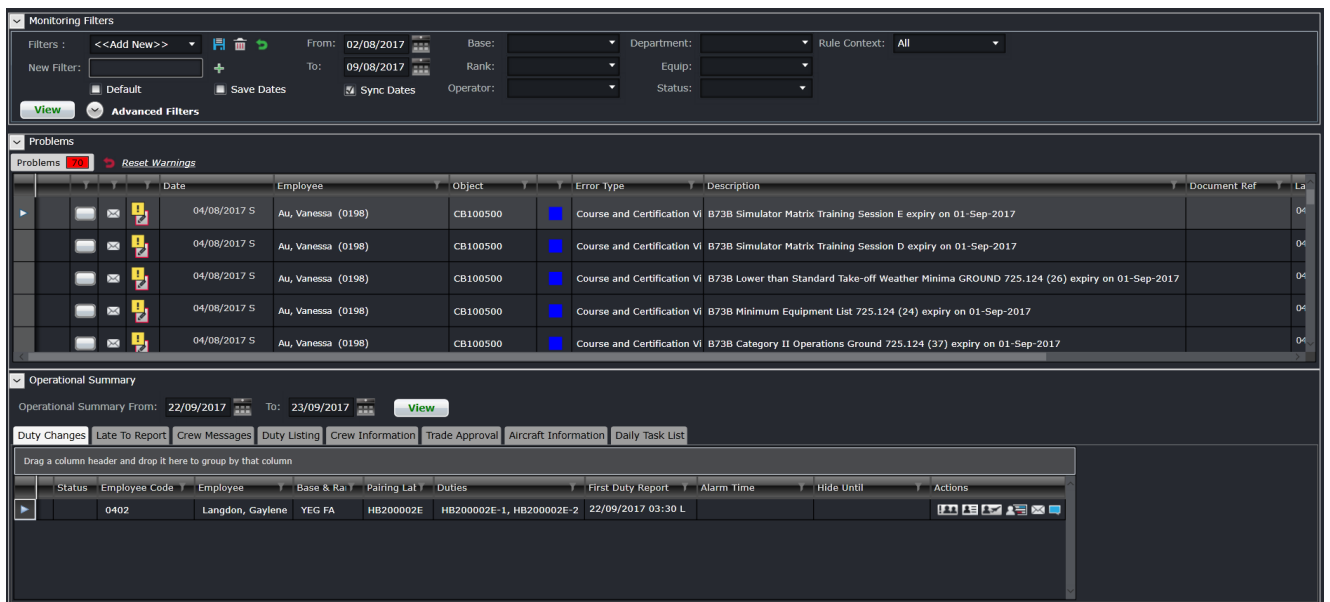 Monitoring Filters
Filters : <<Add New>> From: 02/08/2017 Base: Department: Rule Context: All
New Filter: To: 09/08/2017 Rank: Equip:
Default Save Dates Sync Dates Operator: Status:
View Advanced Filters
Problems
Problems 70 Reset Warnings
Date Employee Object Error Type Description Document Ref La
04/08/2017 S Au, Vanessa (0198) CB100500 Course and Certification Vi B73B Simulator Matrix Training Session E expiry on 01-Sep-2017 04
04/08/2017 S Au, Vanessa (0198) CB100500 Course and Certification Vi B73B Simulator Matrix Training Session D expiry on 01-Sep-2017 04
04/08/2017 S Au, Vanessa (0198) CB100500 Course and Certification Vi B73B Lower than Standard Take-off Weather Minima GROUND 725.124 (26) expiry on 01-Sep-2017 04
04/08/2017 S Au, Vanessa (0198) CB100500 Course and Certification Vi B73B Minimum Equipment List 725.124 (24) expiry on 01-Sep-2017 04
04/08/2017 S Au, Vanessa (0198) CB100500 Course and Certification Vi B73B Category II Operations Ground 725.124 (37) expiry on 01-Sep-2017 04
Operational Summary
Operational Summary From: 22/09/2017 To: 23/09/2017 View
Duty Changes Late To Report Crew Messages Duty Listing Crew Information Trade Approval Aircraft Information Daily Task List
Drag a column header and drop it here to group by that column
Status Employee Code Employee Base & Ra Pairing Lat Duties First Duty Report Alarm Time Hide Until Actions
0402 Langdon, Gaylene YEG FA HB200002E HB200002E-1, HB200002E-2 22/09/2017 03:30 L